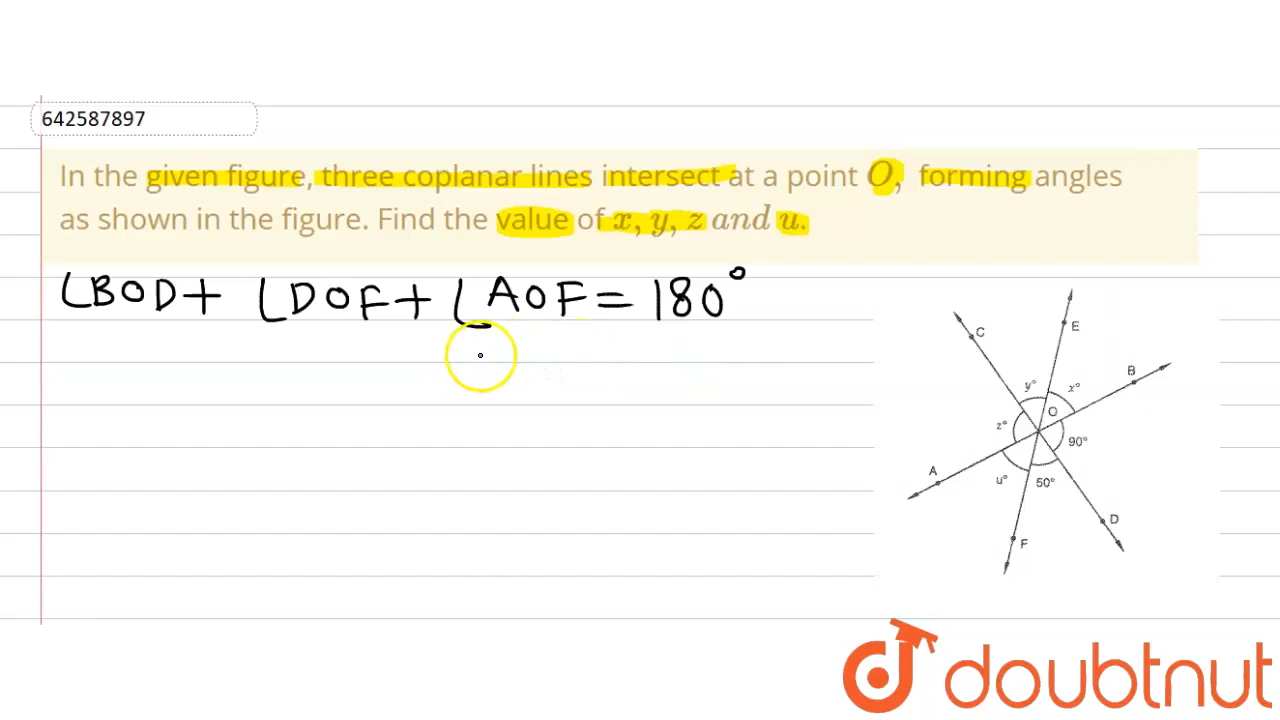 642587897
In the given figure, three coplanar lines intersect at a point O, forming angles
as shown in the figure. Find the value of x, y, z and u.
∠BOD + ∠DOF + ∠AOF = 180°
E
C
B
y°
x°
O
z°
90°
A
u°
50°
D
F
doubtnut